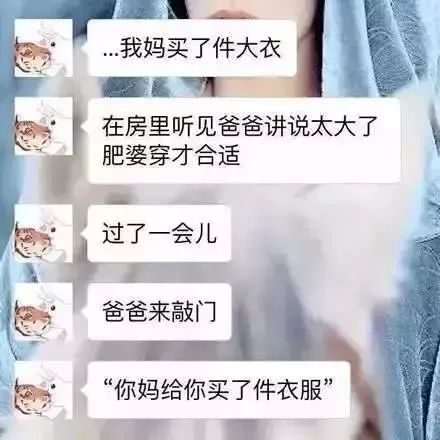 ...我妈买了件大衣
在房里听见爸爸讲说太大了
肥婆穿才合适
过了一会儿
爸爸来敲门
“你妈给你买了件衣服”